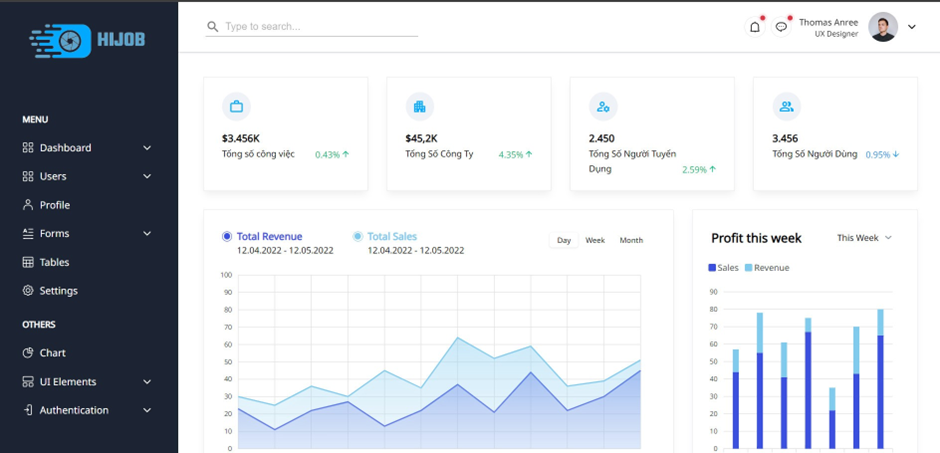 HIJOB
Type to search...
Thomas Anree
UX Designer
MENU
Dashboard
Users
Profile
Forms
Tables
Settings
OTHERS
Chart
UI Elements
Authentication
$3.456K
Tổng số công việc 0.43%
$45,2K
Tổng Số Công Ty 4.35%
2.450
Tổng Số Người Tuyển
Dụng 2.59%
3.456
Tổng Số Người Dùng 0.95%
Total Revenue
12.04.2022 - 12.05.2022
Total Sales
12.04.2022 - 12.05.2022
Day Week Month
100
90
80
70
60
50
40
30
20
10
0
Profit this week This Week
Sales Revenue
90
80
70
60
50
40
30
20
10
0